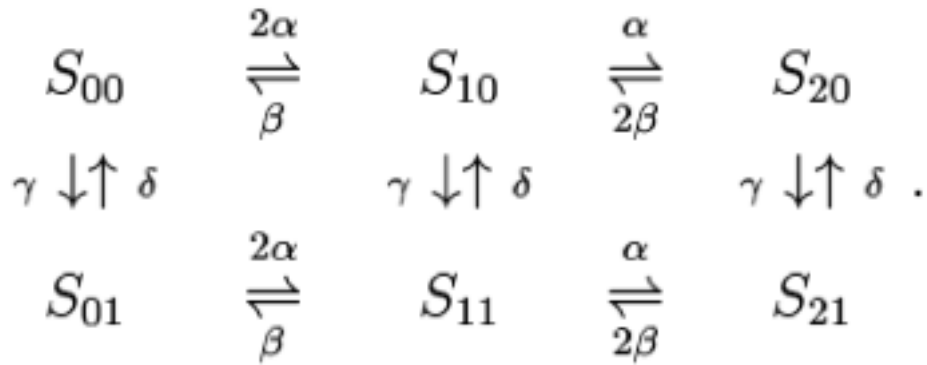 2α α
S₀₀ ⇌ S₁₀ ⇌ S₂₀
β 2β
γ ↓↑ δ γ ↓↑ δ γ ↓↑ δ .
2α α
S₀₁ ⇌ S₁₁ ⇌ S₂₁
β 2β